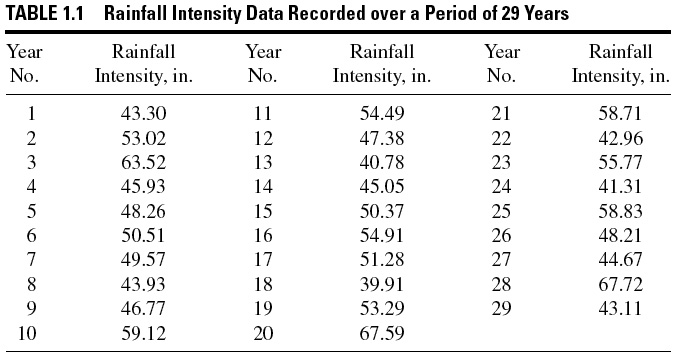 TABLE 1.1 Rainfall Intensity Data Recorded over a Period of 29 Years
Year Rainfall Year Rainfall Year Rainfall
No. Intensity, in. No. Intensity, in. No. Intensity, in.
1 43.30 11 54.49 21 58.71
2 53.02 12 47.38 22 42.96
3 63.52 13 40.78 23 55.77
4 45.93 14 45.05 24 41.31
5 48.26 15 50.37 25 58.83
6 50.51 16 54.91 26 48.21
7 49.57 17 51.28 27 44.67
8 43.93 18 39.91 28 67.72
9 46.77 19 53.29 29 43.11
10 59.12 20 67.59